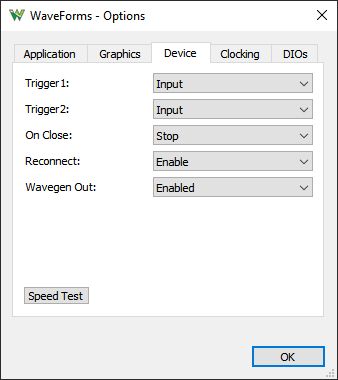 WaveForms - Options
Application Graphics Device Clocking DIOs
Trigger1: Input
Trigger2: Input
On Close: Stop
Reconnect: Enable
Wavegen Out: Enabled
Speed Test
OK